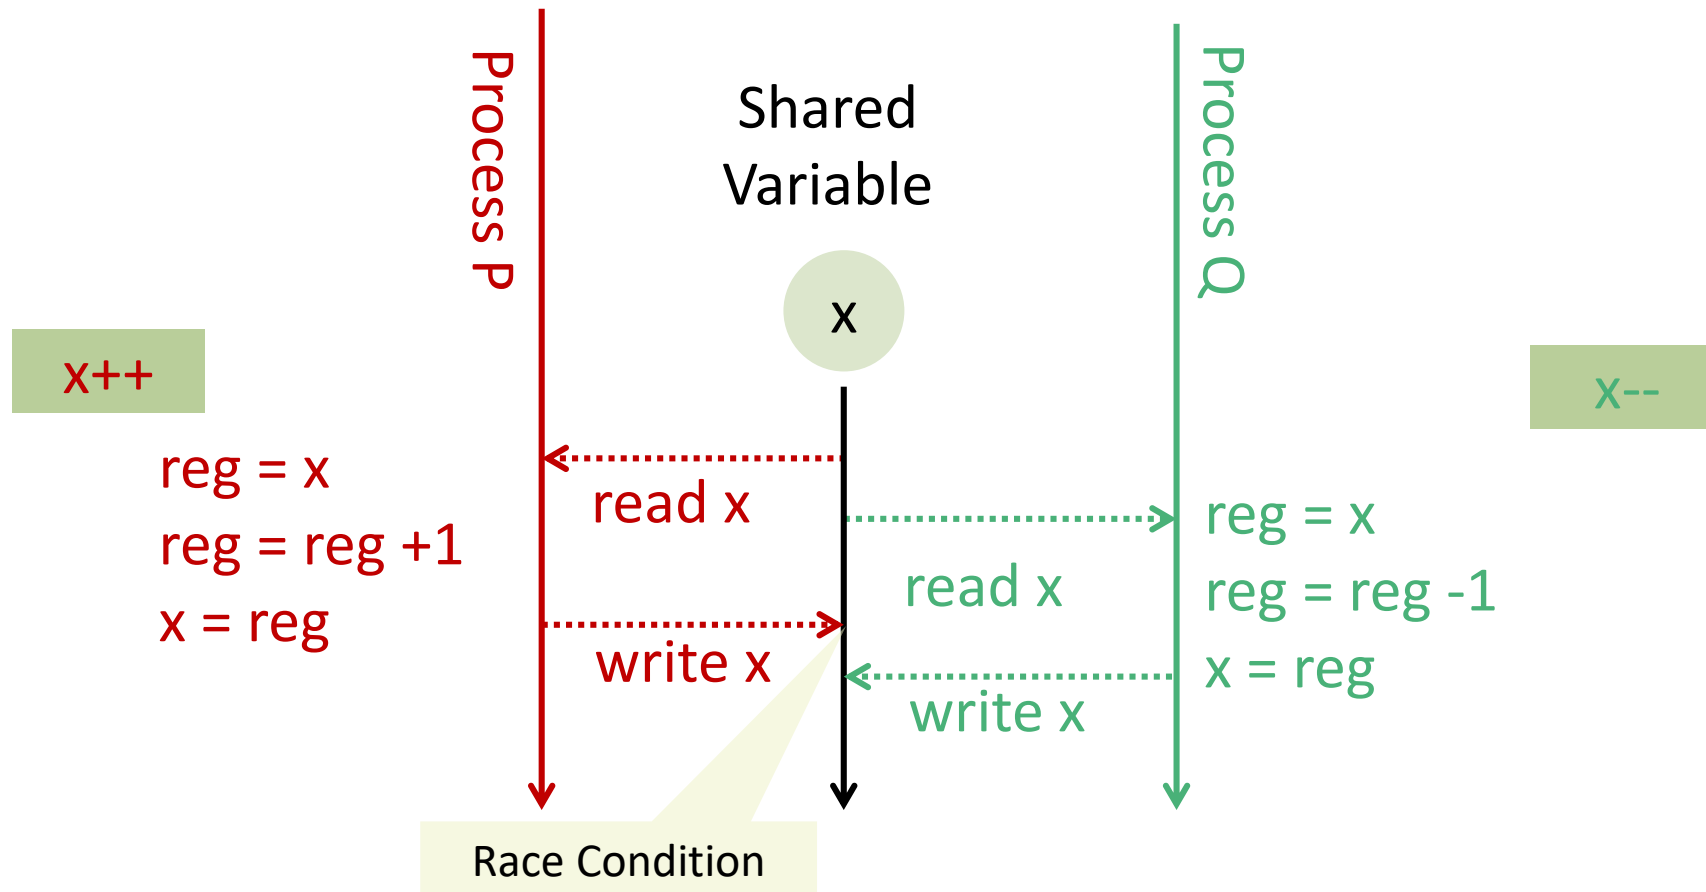 Process P
Shared
Variable
Process Q
x
x++
x--
reg = x
reg = reg +1
x = reg
read x
write x
read x
write x
reg = x
reg = reg -1
x = reg
Race Condition